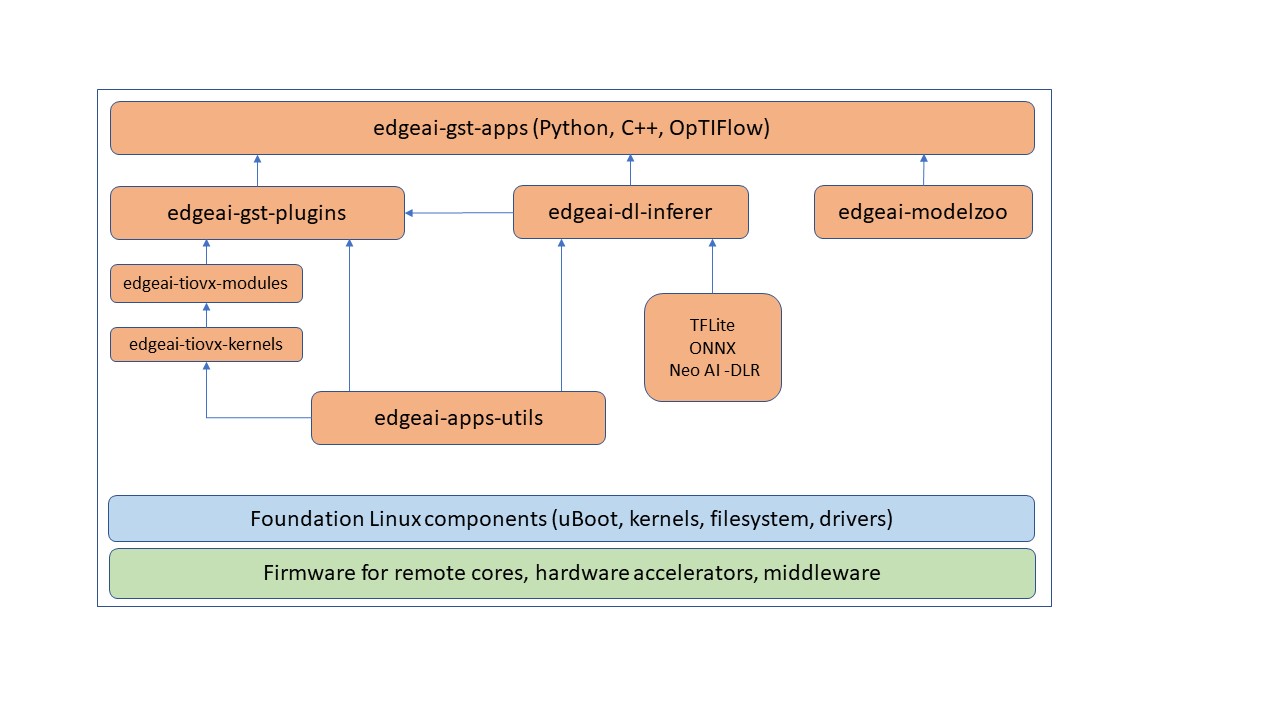 edgeai-gst-apps (Python, C++, OpTIFlow)
edgeai-gst-plugins
edgeai-dl-inferer
edgeai-modelzoo
edgeai-tiovx-modules
edgeai-tiovx-kernels
TFLite
ONNX
Neo AI -DLR
edgeai-apps-utils
Foundation Linux components (uBoot, kernels, filesystem, drivers)
Firmware for remote cores, hardware accelerators, middleware